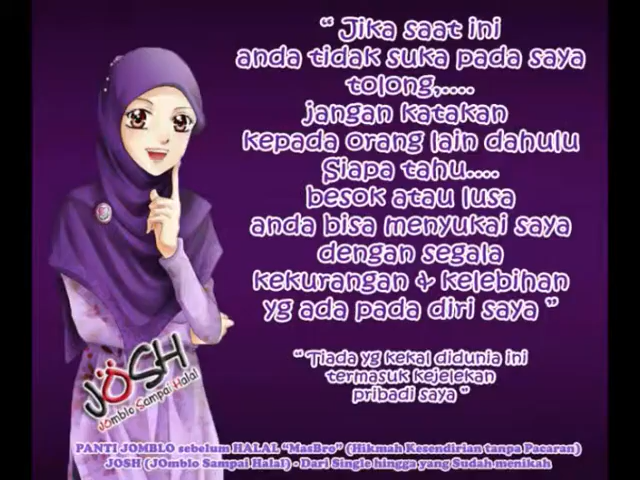 “ Jika saat ini
anda tidak suka pada saya
tolong,....
jangan katakan
kepada orang lain dahulu
Siapa tahu....
besok atau lusa
anda bisa menyukai saya
dengan segala
kekurangan & kelebihan
yg ada pada diri saya ”
“ Tiada yg kekal didunia ini
termasuk kejelekan
pribadi saya ”
JOSH
JOmblo Sampai Halal
PANTI JOMBLO sebelum HALAL “MasBro” (Hikmah Kesendirian tanpa Pacaran)
JOSH (JOmblo Sampai Halal) - Dari Single hingga yang Sudah menikah